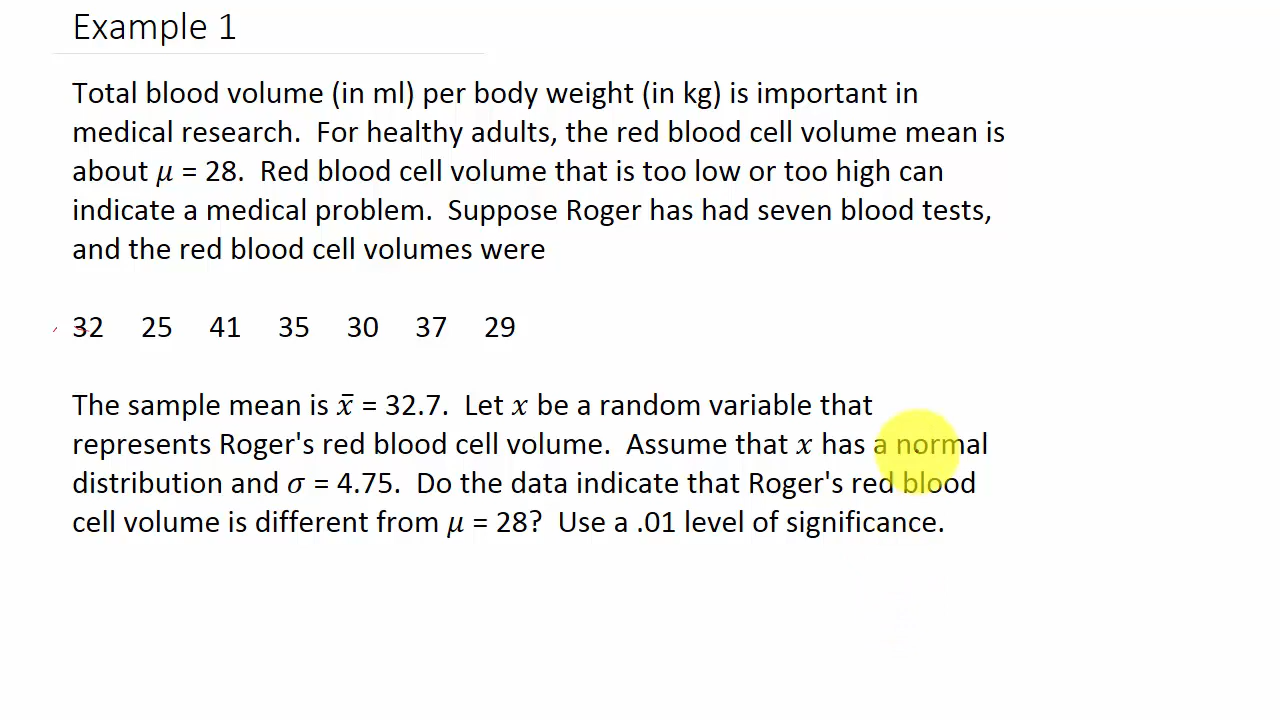 Example 1
Total blood volume (in ml) per body weight (in kg) is important in
medical research.  For healthy adults, the red blood cell volume mean is
about μ = 28.  Red blood cell volume that is too low or too high can
indicate a medical problem.  Suppose Roger has had seven blood tests,
and the red blood cell volumes were
32 25 41 35 30 37 29
The sample mean is x̄ = 32.7.  Let x be a random variable that
represents Roger's red blood cell volume.  Assume that x has a normal
distribution and σ = 4.75.  Do the data indicate that Roger's red blood
cell volume is different from μ = 28?  Use a .01 level of significance.